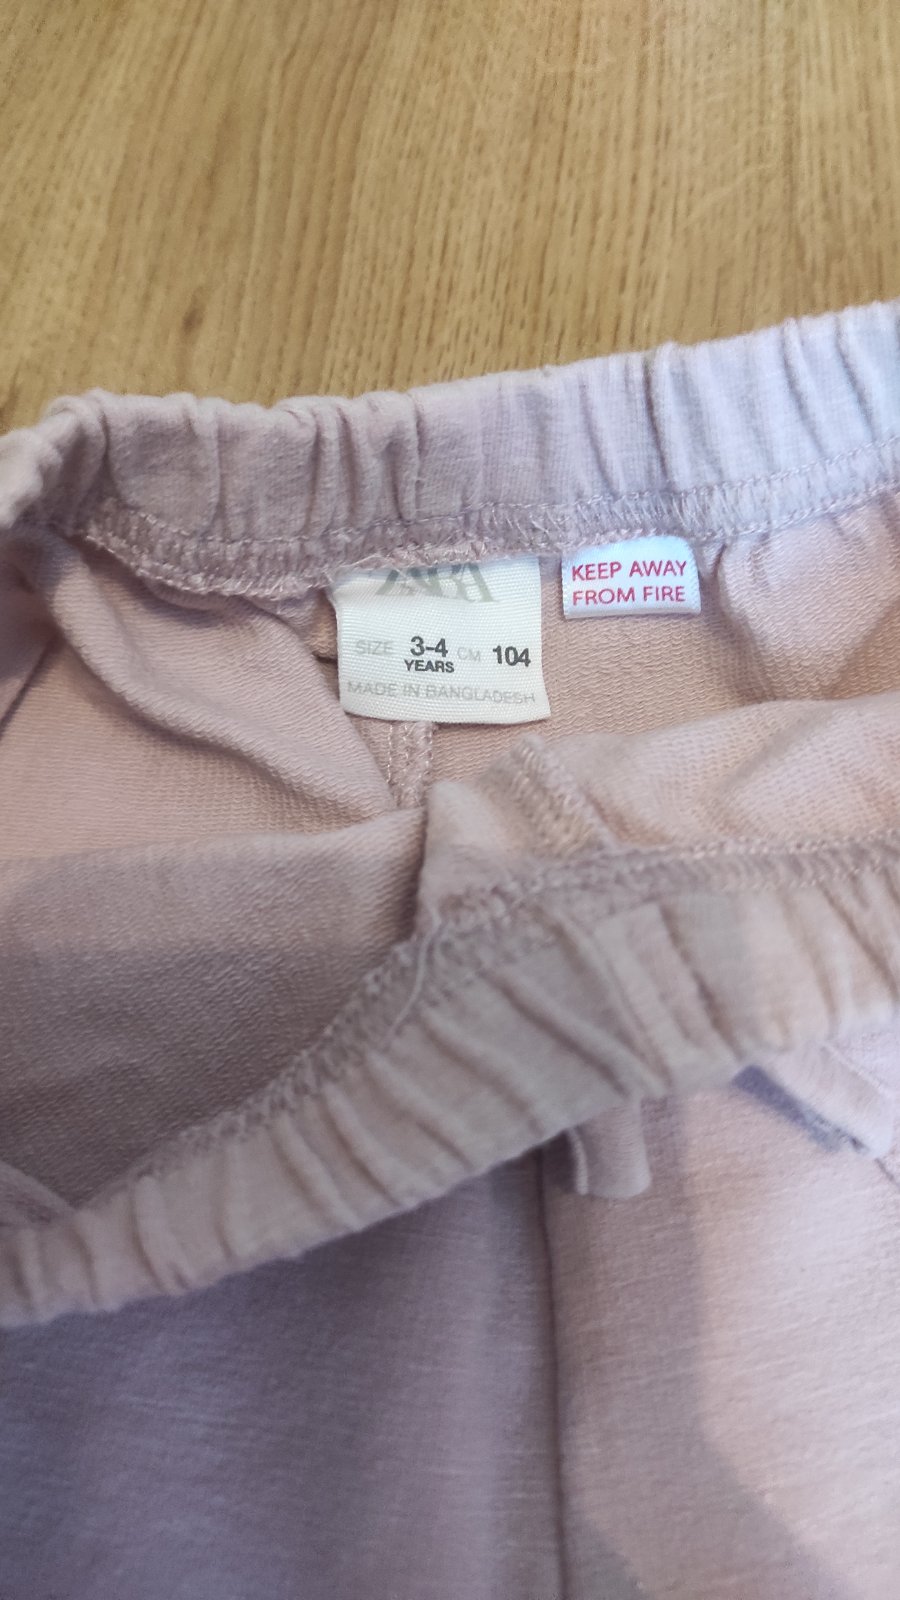 ZARA
SIZE 3-4 YEARS CM 104
MADE IN BANGLADESH
KEEP AWAY
FROM FIRE